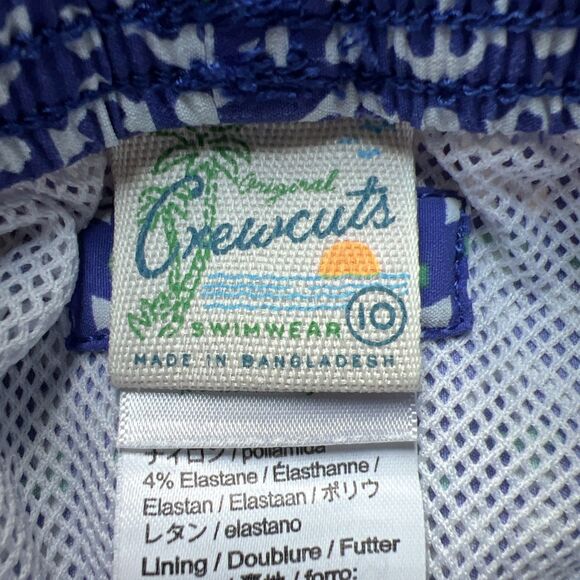 Original
Crewcuts
SWIMWEAR 10
MADE IN BANGLADESH
ナイロン / poliamida
4% Elastane / Élasthanne /
Elastan / Elastaan / ポリウ
レタン / elastano
Lining / Doublure / Futter
forro: